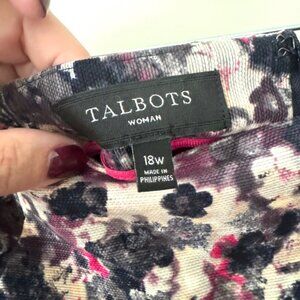 TALBOTS
WOMAN
18W
MADE IN
PHILIPPINES